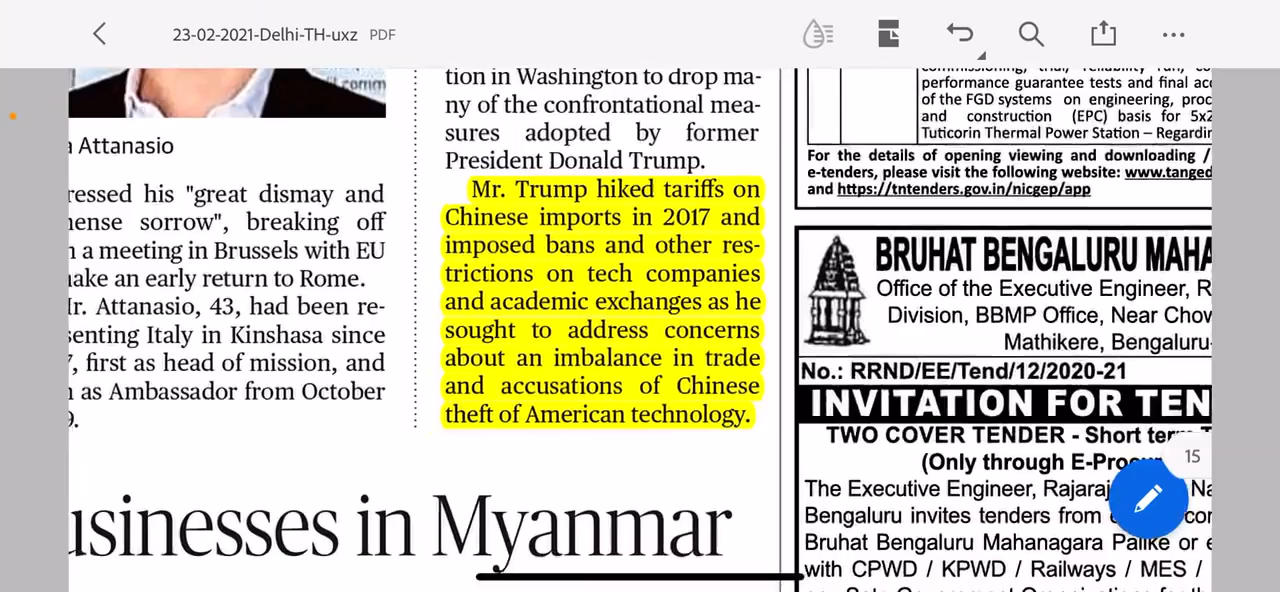 23-02-2021-Delhi-TH-uxz PDF
Attanasio
ressed his "great dismay and
sorrow", breaking off
a meeting in Brussels with EU
make an early return to Rome.
Mr. Attanasio, 43, had been re-
senting Italy in Kinshasa since
7, first as head of mission, and
as Ambassador from October
9.
tion in Washington to drop ma-
ny of the confrontational mea-
sures adopted by former
President Donald Trump.
Mr. Trump hiked tariffs on
Chinese imports in 2017 and
imposed bans and other res-
trictions on tech companies
and academic exchanges as he
sought to address concerns
about an imbalance in trade
and accusations of Chinese
theft of American technology.
usinesses in Myanmar
performance guarantee tests and final acc
of the FGD systems on engineering, proc
and construction (EPC) basis for 5x2
Tuticorin Thermal Power Station – Regardin
For the details of opening viewing and downloading /
e-tenders, please visit the following website: www.tanged
and https://tntenders.gov.in/nicgep/app
BRUHAT BENGALURU MAHA
Office of the Executive Engineer, R
Division, BBMP Office, Near Chow
Mathikere, Bengaluru-
No.: RRND/EE/Tend/12/2020-21
INVITATION FOR TEN
TWO COVER TENDER - Short term T
(Only through E-Procu
15
The Executive Engineer, Rajaraj Na
Bengaluru invites tenders from
Bruhat Bengaluru Mahanagara Palike or e
with CPWD / KPWD / Railways / MES /